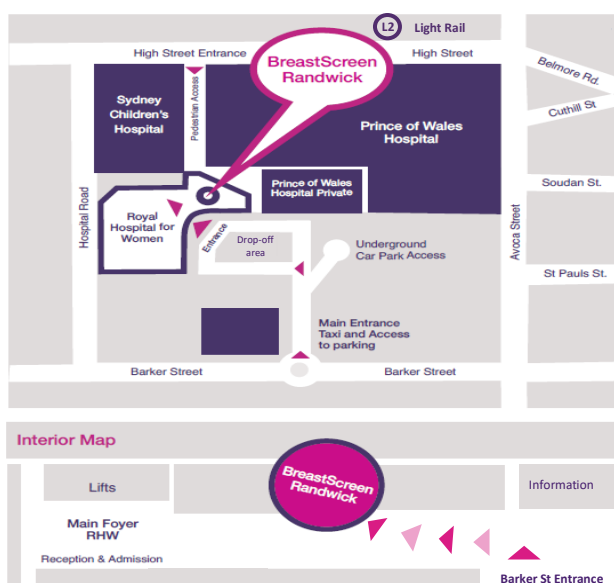 L2 Light Rail
High Street Entrance
High Street
BreastScreen
Randwick
Belmore Rd.
Cuthill St
Sydney
Children's
Hospital
Pedestrian Access
Prince of Wales
Hospital
Prince of Wales
Hospital Private
Soudan St.
Hospital Road
Royal
Hospital for
Women
Entrance
Drop-off
area
Underground
Car Park Access
Avoca Street
St Pauls St.
Main Entrance
Taxi and Access
to parking
Barker Street
Barker Street
Interior Map
Lifts
BreastScreen
Randwick
Information
Main Foyer
RHW
Reception & Admission
Barker St Entrance